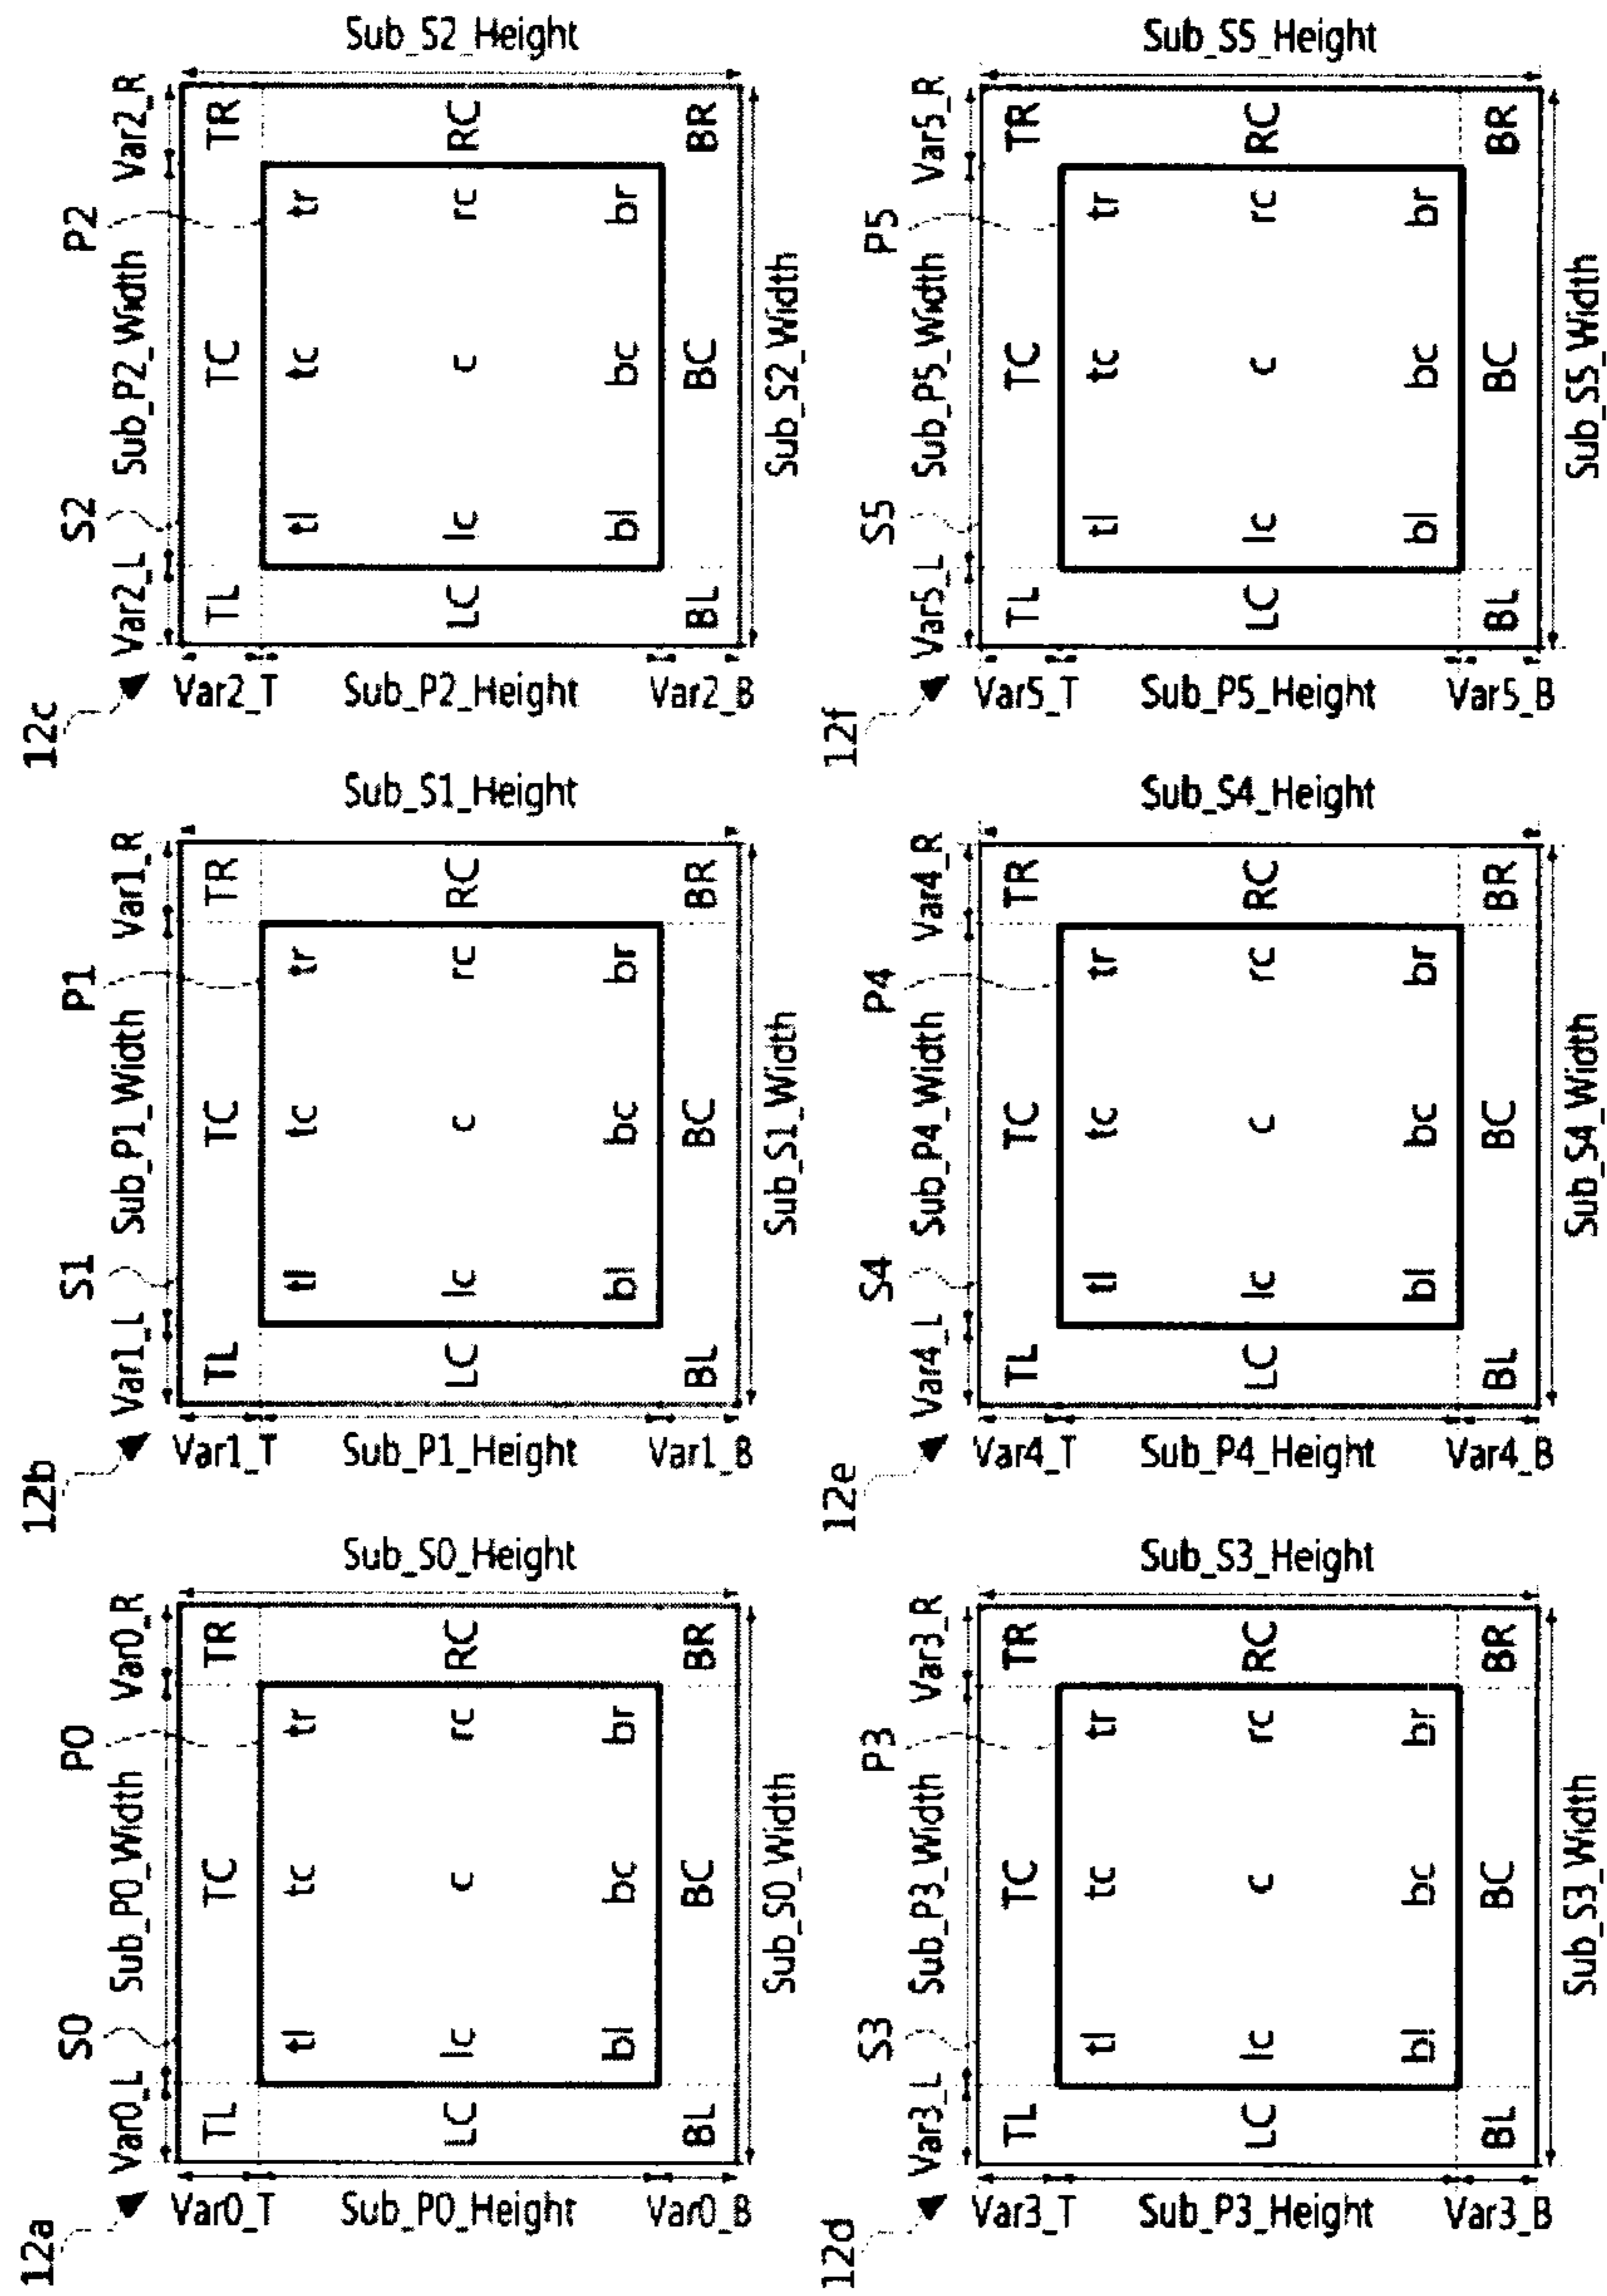 12a
S0
P0
Var0_L Sub_P0_Width Var0_R
Var0_T
Sub_P0_Height
Var0_B
TL TC TR
tl tc tr
LC lc c rc RC
bl bc br
BL BC BR
Sub_S0_Height
Sub_S0_Width
12b
S1
P1
Var1_L Sub_P1_Width Var1_R
Var1_T
Sub_P1_Height
Var1_B
TL TC TR
tl tc tr
LC lc c rc RC
bl bc br
BL BC BR
Sub_S1_Height
Sub_S1_Width
12c
S2
P2
Var2_L Sub_P2_Width Var2_R
Var2_T
Sub_P2_Height
Var2_B
TL TC TR
tl tc tr
LC lc c rc RC
bl bc br
BL BC BR
Sub_S2_Height
Sub_S2_Width
12d
S3
P3
Var3_L Sub_P3_Width Var3_R
Var3_T
Sub_P3_Height
Var3_B
TL TC TR
tl tc tr
LC lc c rc RC
bl bc br
BL BC BR
Sub_S3_Height
Sub_S3_Width
12e
S4
P4
Var4_L Sub_P4_Width Var4_R
Var4_T
Sub_P4_Height
Var4_B
TL TC TR
tl tc tr
LC lc c rc RC
bl bc br
BL BC BR
Sub_S4_Height
Sub_S4_Width
12f
S5
P5
Var5_L Sub_P5_Width Var5_R
Var5_T
Sub_P5_Height
Var5_B
TL TC TR
tl tc tr
LC lc c rc RC
bl bc br
BL BC BR
Sub_S5_Height
Sub_S5_Width